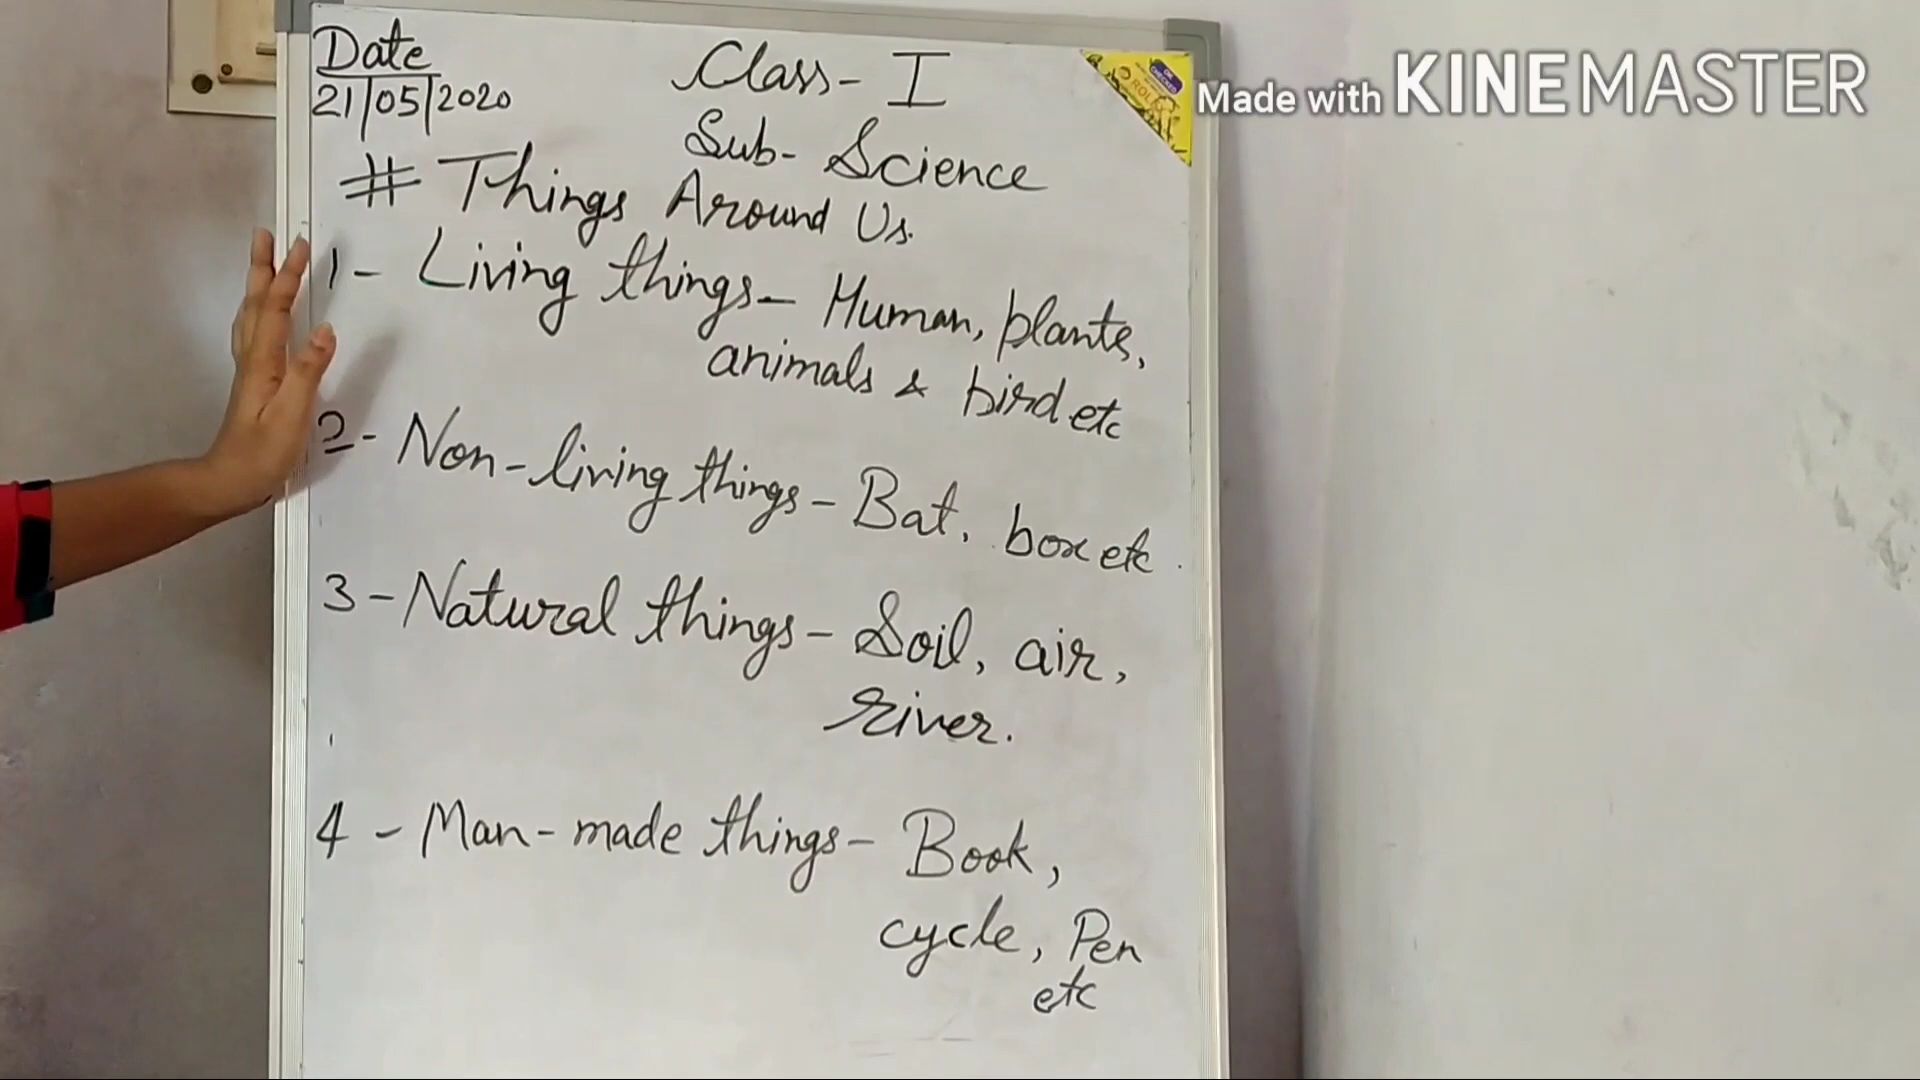 Date
21/05/2020
Class- I
Sub- Science
# Things Around Us.
1- Living things- Human, plants,
animals & bird etc
2- Non-living things- Bat, box etc.
3- Natural things- Soil, air,
river.
4- Man-made things- Book,
cycle, Pen
etc
Made with KINEMASTER